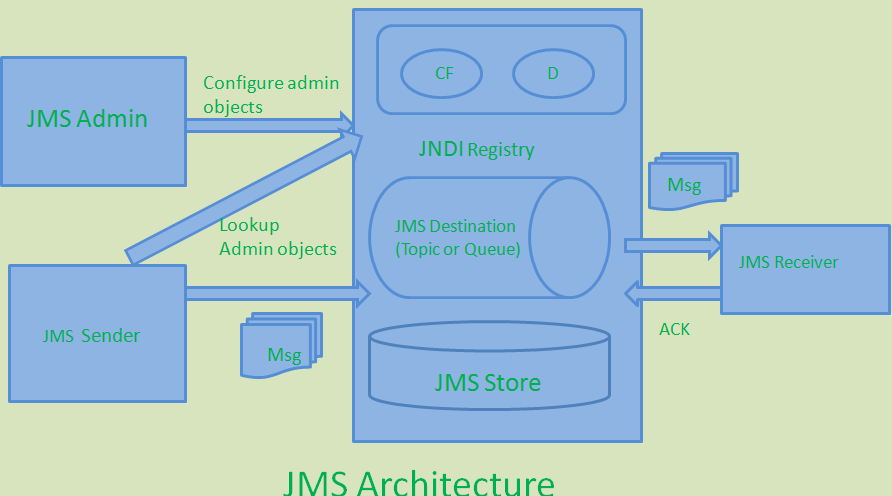 CF
D
Configure admin
objects
JMS Admin
JNDI Registry
Msg
Lookup
Admin objects
JMS Destination
(Topic or Queue)
JMS Receiver
JMS Sender
Msg
ACK
JMS Store
JMS Architecture